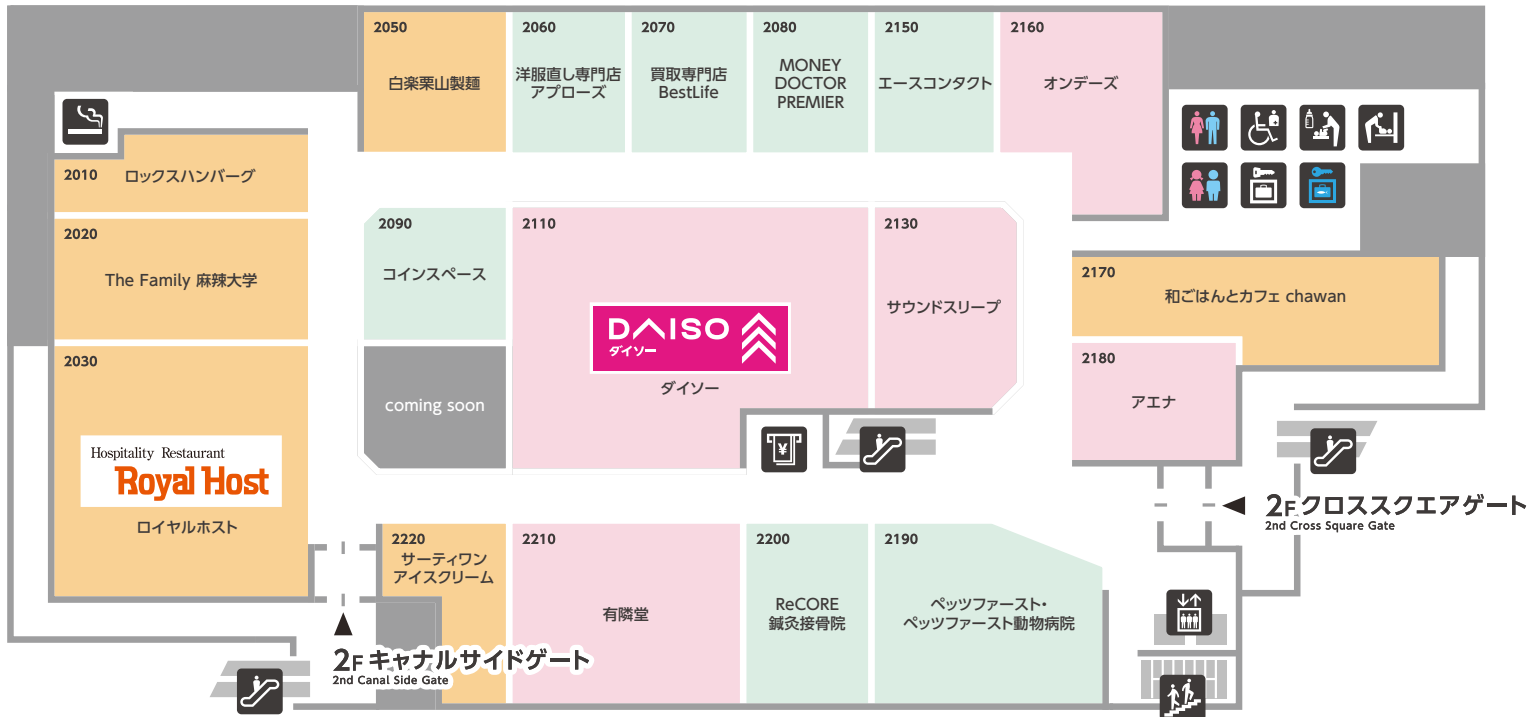 2050
白楽栗山製麺
2060
洋服直し専門店
アプローズ
2070
買取専門店
BestLife
2080
MONEY
DOCTOR
PREMIER
2150
エースコンタクト
2160
オンデーズ
2010
ロックスハンバーグ
2020
The Family 麻辣大学
2030
Hospitality Restaurant
Royal Host
ロイヤルホスト
2090
コインスペース
coming soon
2110
DAISO
ダイソー
ダイソー
2130
サウンドスリープ
¥
2170
和ごはんとカフェ chawan
2180
アエナ
2F クロススクエアゲート
2nd Cross Square Gate
2220
サーティワン
アイスクリーム
2210
有隣堂
2200
ReCORE
鍼灸接骨院
2190
ペッツファースト・
ペッツファースト動物病院
2F キャナルサイドゲート
2nd Canal Side Gate